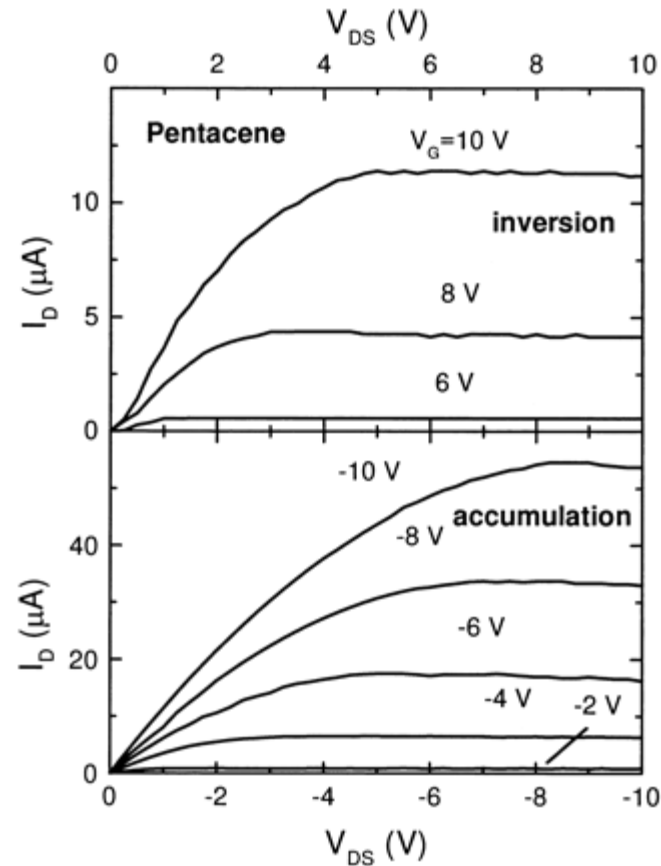 V_DS (V)
0 2 4 6 8 10
Pentacene
V_G=10 V
10
inversion
I_D (μA)
8 V
5
6 V
0
-10 V
accumulation
-8 V
40
-6 V
I_D (μA)
20
-4 V
-2 V
0
0 -2 -4 -6 -8 -10
V_DS (V)